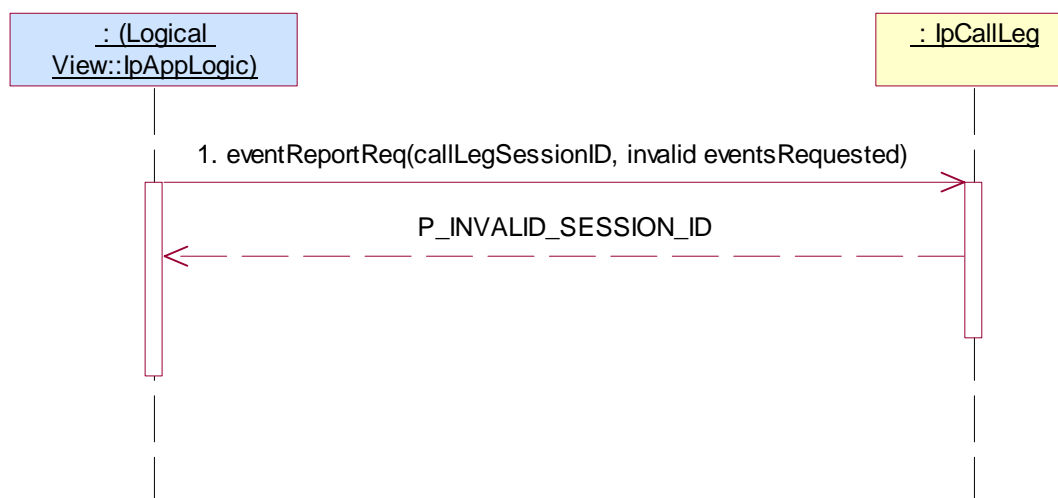 : (Logical
View::IpAppLogic)
: IpCallLeg
1. eventReportReq(callLegSessionID, invalid eventsRequested)
P_INVALID_SESSION_ID